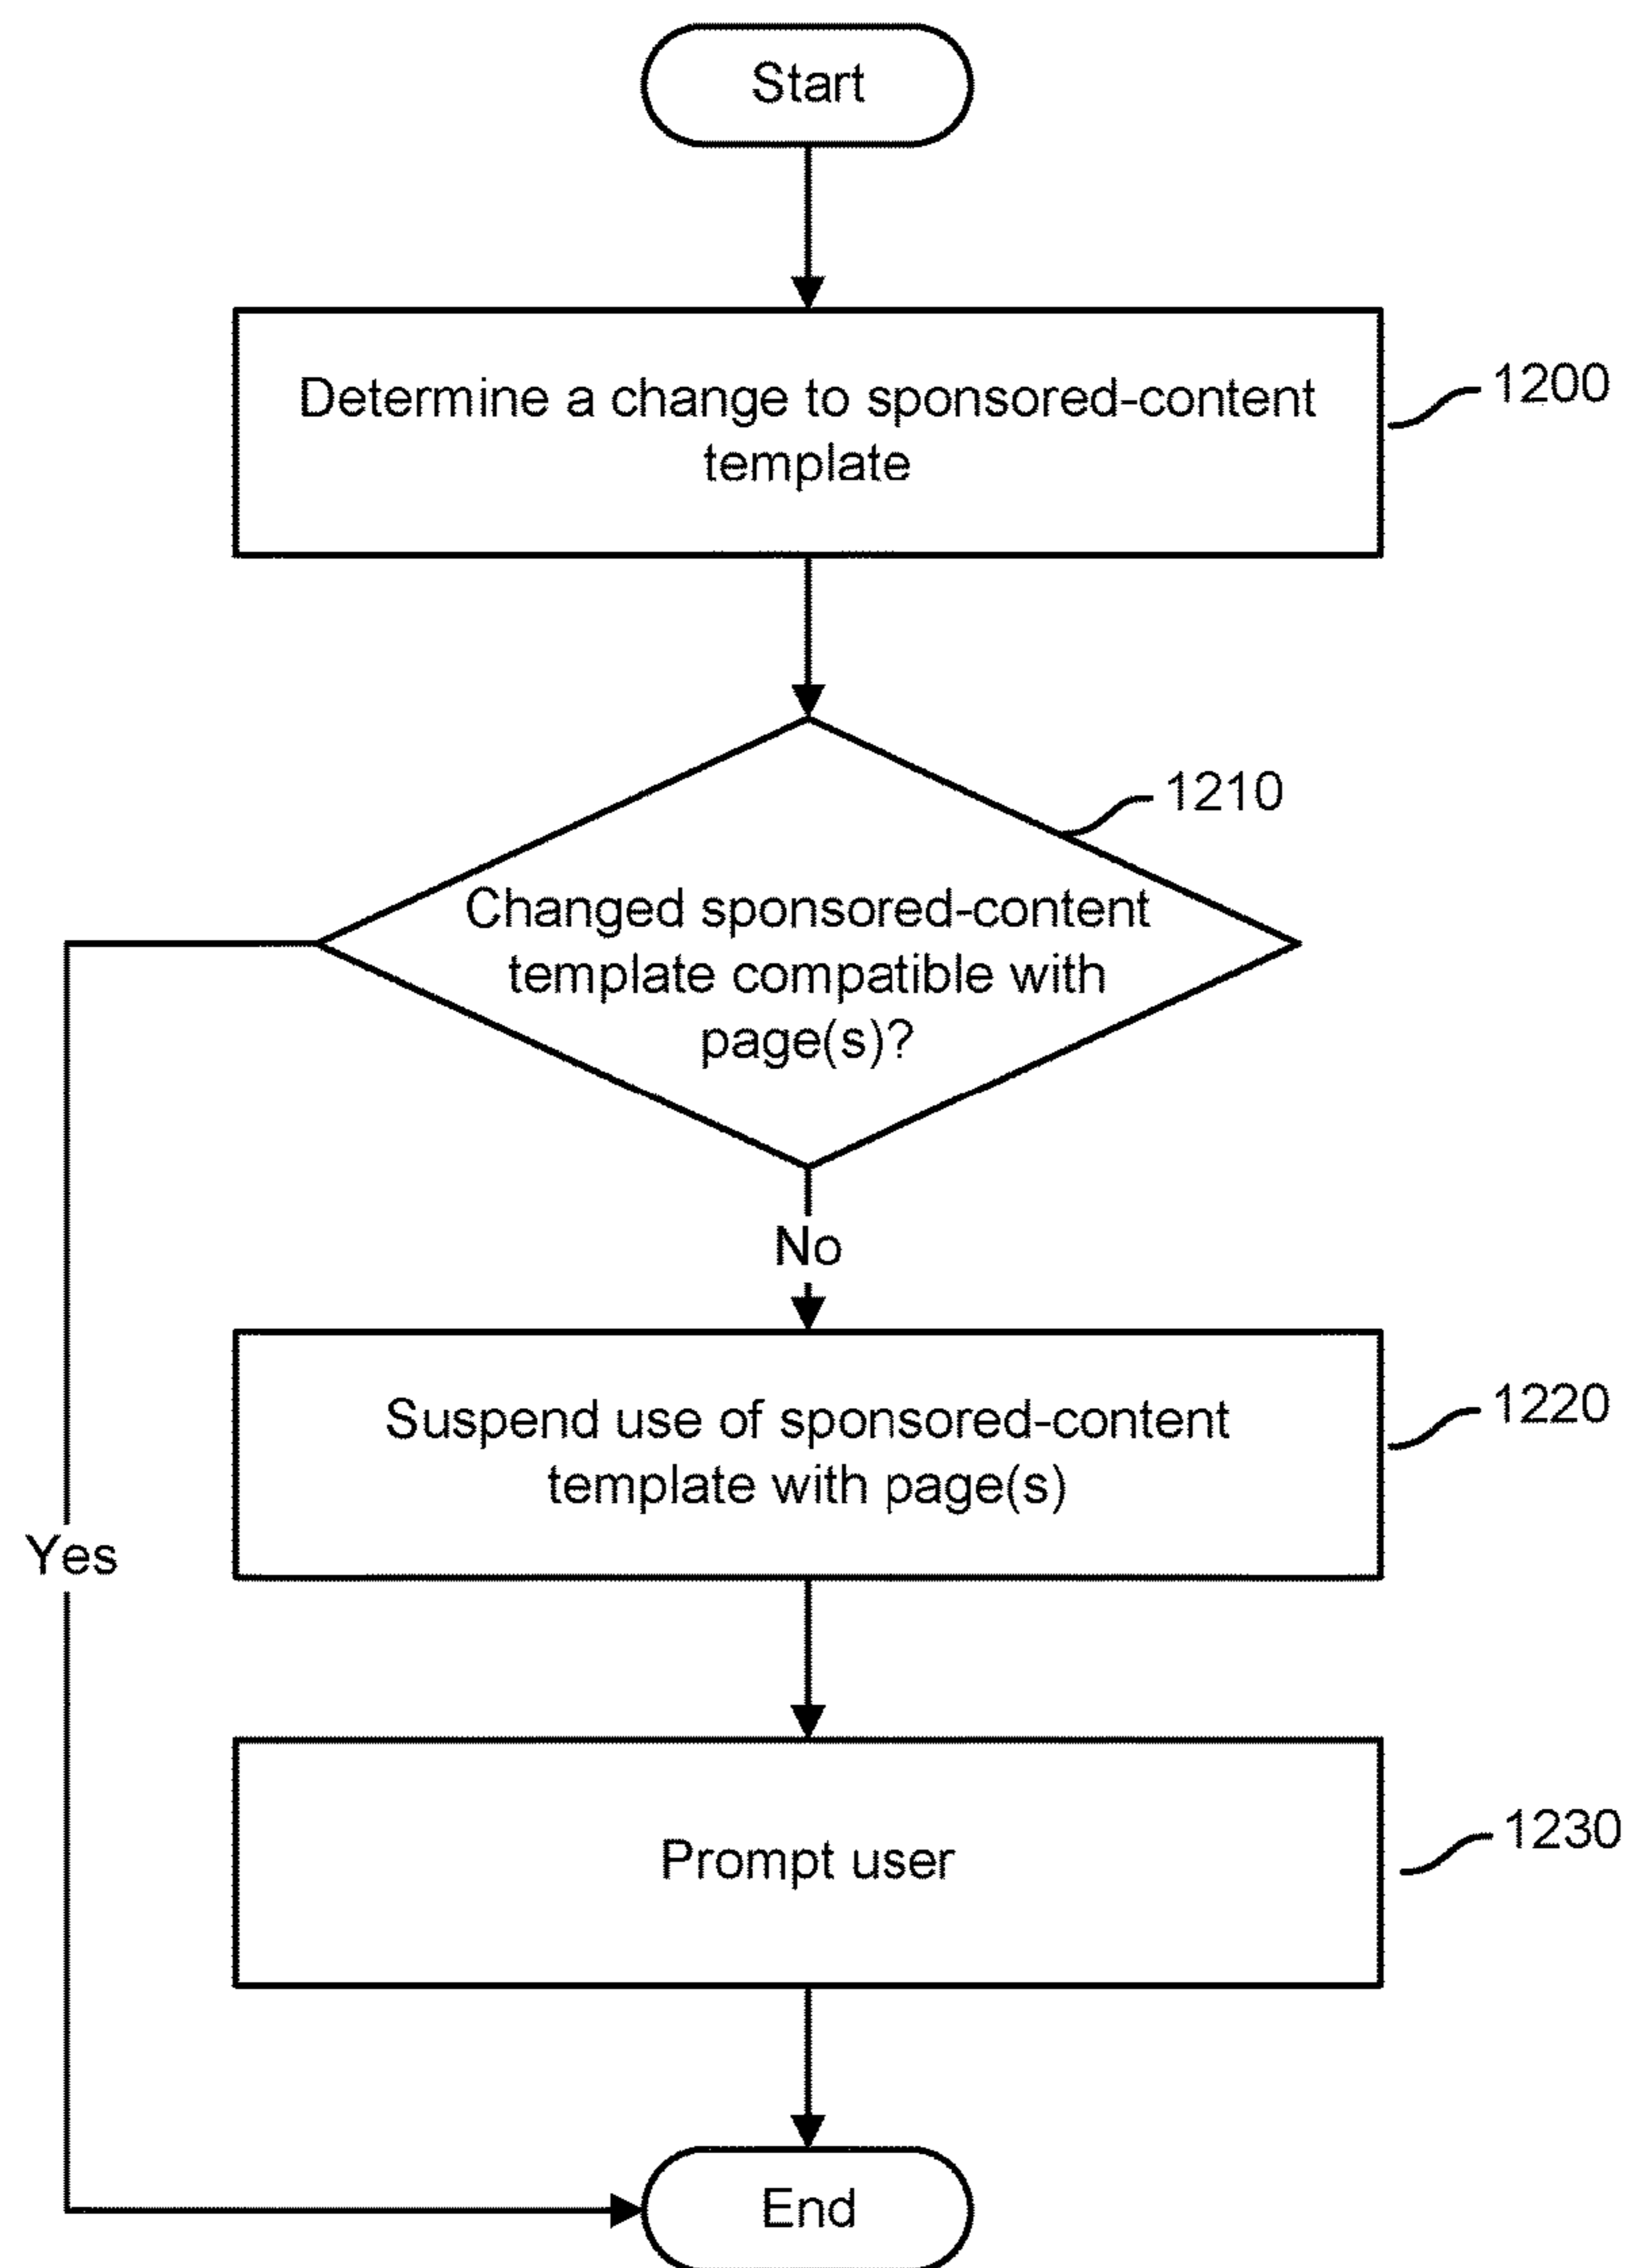 Start
Determine a change to sponsored-content
template
1200
1210
Changed sponsored-content
template compatible with
page(s)?
No
Suspend use of sponsored-content
template with page(s)
1220
Yes
Prompt user
1230
End